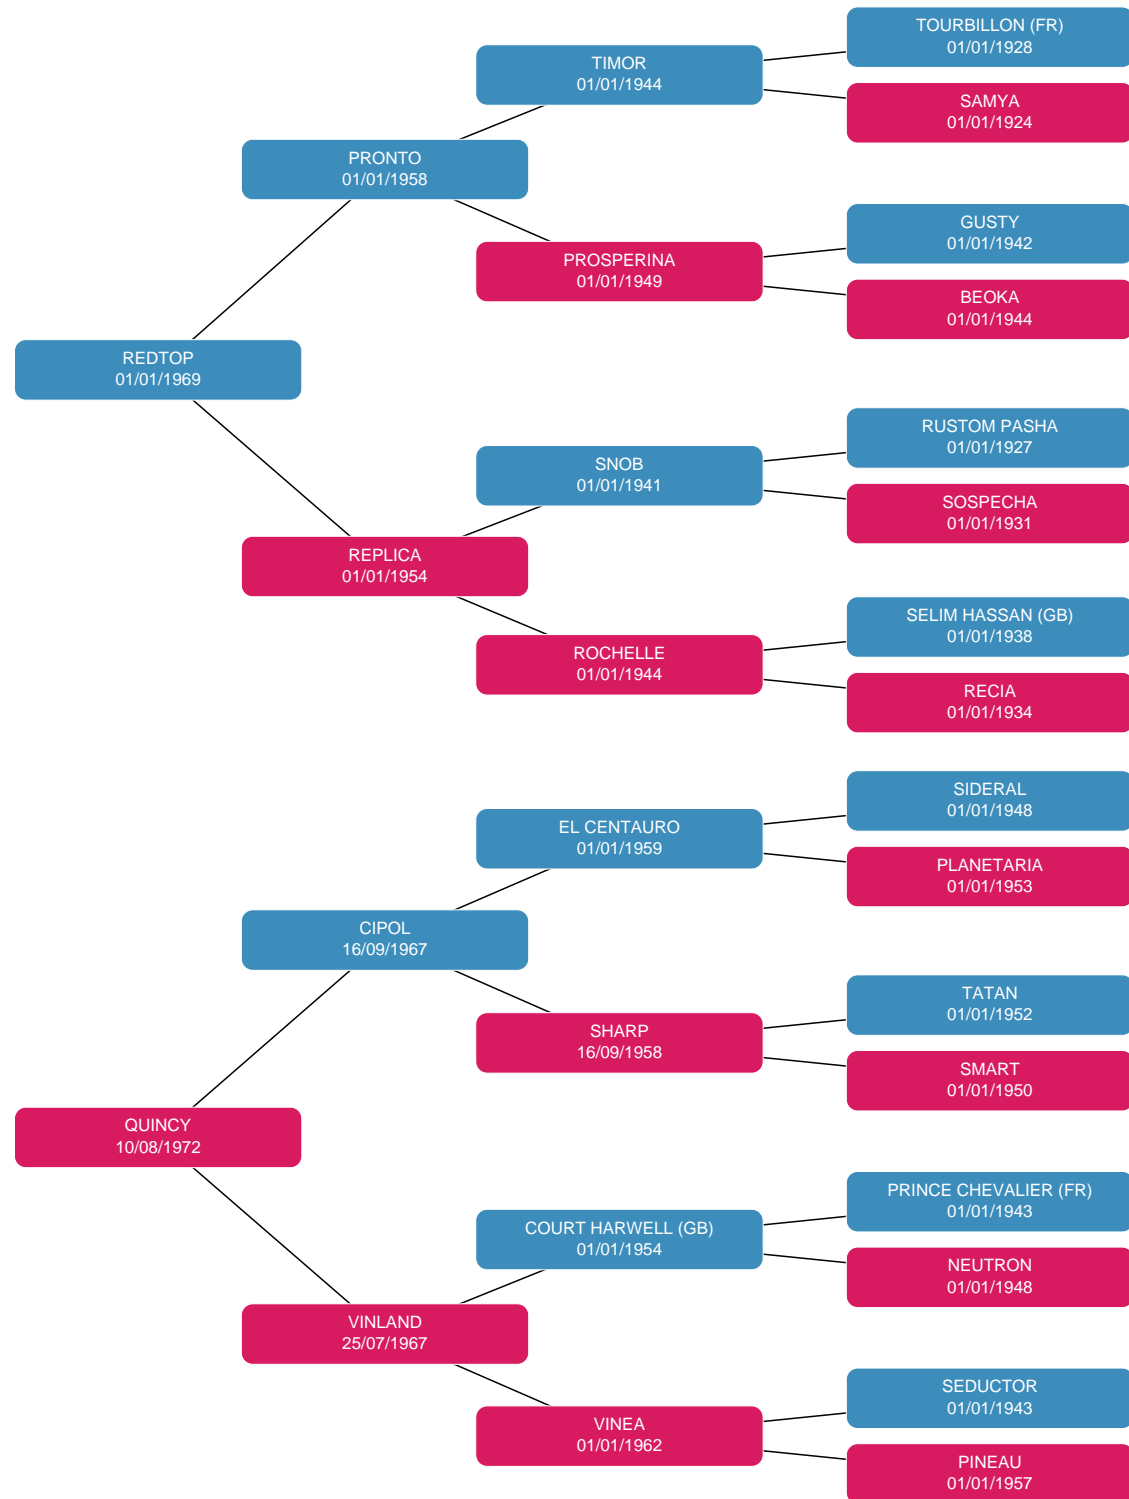 TOURBILLON (FR)
01/01/1928
TIMOR
01/01/1944
SAMYA
01/01/1924
PRONTO
01/01/1958
GUSTY
01/01/1942
PROSPERINA
01/01/1949
BEOKA
01/01/1944
REDTOP
01/01/1969
RUSTOM PASHA
01/01/1927
SNOB
01/01/1941
SOSPECHA
01/01/1931
REPLICA
01/01/1954
SELIM HASSAN (GB)
01/01/1938
ROCHELLE
01/01/1944
RECIA
01/01/1934
SIDERAL
01/01/1948
EL CENTAURO
01/01/1959
PLANETARIA
01/01/1953
CIPOL
16/09/1967
TATAN
01/01/1952
SHARP
16/09/1958
SMART
01/01/1950
QUINCY
10/08/1972
PRINCE CHEVALIER (FR)
01/01/1943
COURT HARWELL (GB)
01/01/1954
NEUTRON
01/01/1948
VINLAND
25/07/1967
SEDUCTOR
01/01/1943
VINEA
01/01/1962
PINEAU
01/01/1957